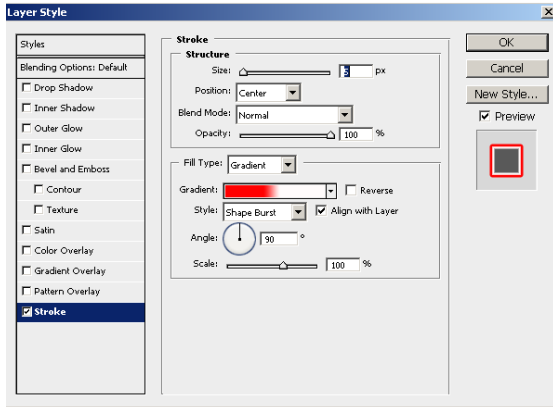 Layer Style
Styles
Blending Options: Default
Drop Shadow
Inner Shadow
Outer Glow
Inner Glow
Bevel and Emboss
Contour
Texture
Satin
Color Overlay
Gradient Overlay
Pattern Overlay
Stroke
Stroke
Structure
Size: px
Position: Center
Blend Mode: Normal
Opacity: 100 %
Fill Type: Gradient
Gradient: Reverse
Style: Shape Burst Align with Layer
Angle: 90 °
Scale: 100 %
OK
Cancel
New Style...
Preview